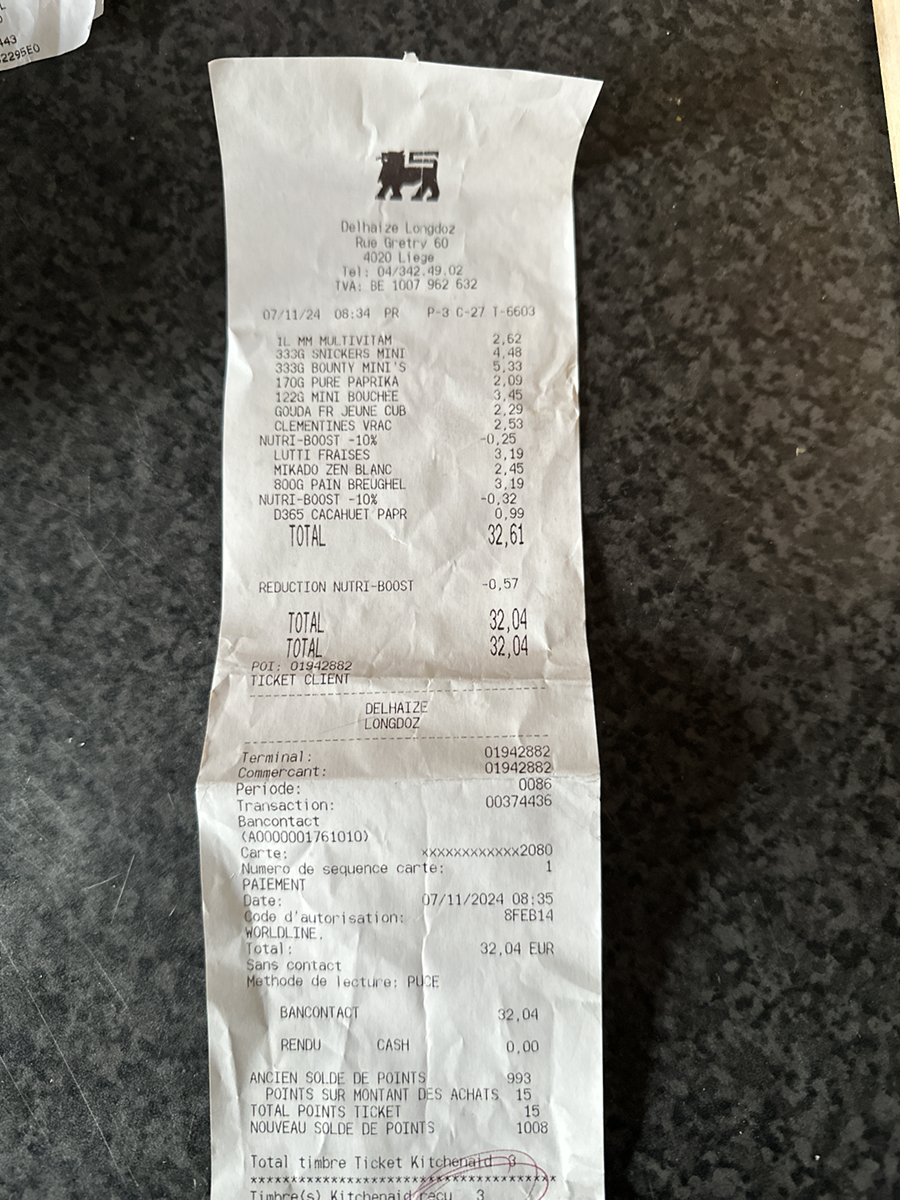 443
2295E0
Delhaize Longdoz
Rue Gretry 60
4020 Liege
Tel: 04/342.49.02
TVA: BE 1007 962 632
07/11/24 08:34 PR P-3 C-27 T-6603
1L MM MULTIVITAM 2,62
333G SNICKERS MINI 4,48
333G BOUNTY MINI'S 5,33
170G PURE PAPRIKA 2,09
122G MINI BOUCHEE 3,45
GOUDA FR JEUNE CUB 2,29
CLEMENTINES VRAC 2,53
NUTRI-BOOST -10% -0,25
LUTTI FRAISES 3,19
MIKADO ZEN BLANC 2,45
800G PAIN BREUGHEL 3,19
NUTRI-BOOST -10% -0,32
D365 CACAHUET PAPR 0,99
TOTAL 32,61
REDUCTION NUTRI-BOOST -0,57
TOTAL 32,04
TOTAL 32,04
POI: 01942882
TICKET CLIENT
DELHAIZE
LONGDOZ
Terminal: 01942882
Commercant: 01942882
Periode: 0086
Transaction: 00374436
Bancontact
(A0000001761010)
Carte: xxxxxxxxxxxx2080
Numero de sequence carte: 1
PAIEMENT
Date: 07/11/2024 08:35
Code d'autorisation: 8FEB14
WORLDLINE.
Total: 32,04 EUR
Sans contact
Methode de lecture: PUCE
BANCONTACT 32,04
RENDU CASH 0,00
ANCIEN SOLDE DE POINTS 993
POINTS SUR MONTANT DES ACHATS 15
TOTAL POINTS TICKET 15
NOUVEAU SOLDE DE POINTS 1008
Total timbre Ticket Kitchenaid 3
************************************
Timbre(s) Kitchenaid reçu 3